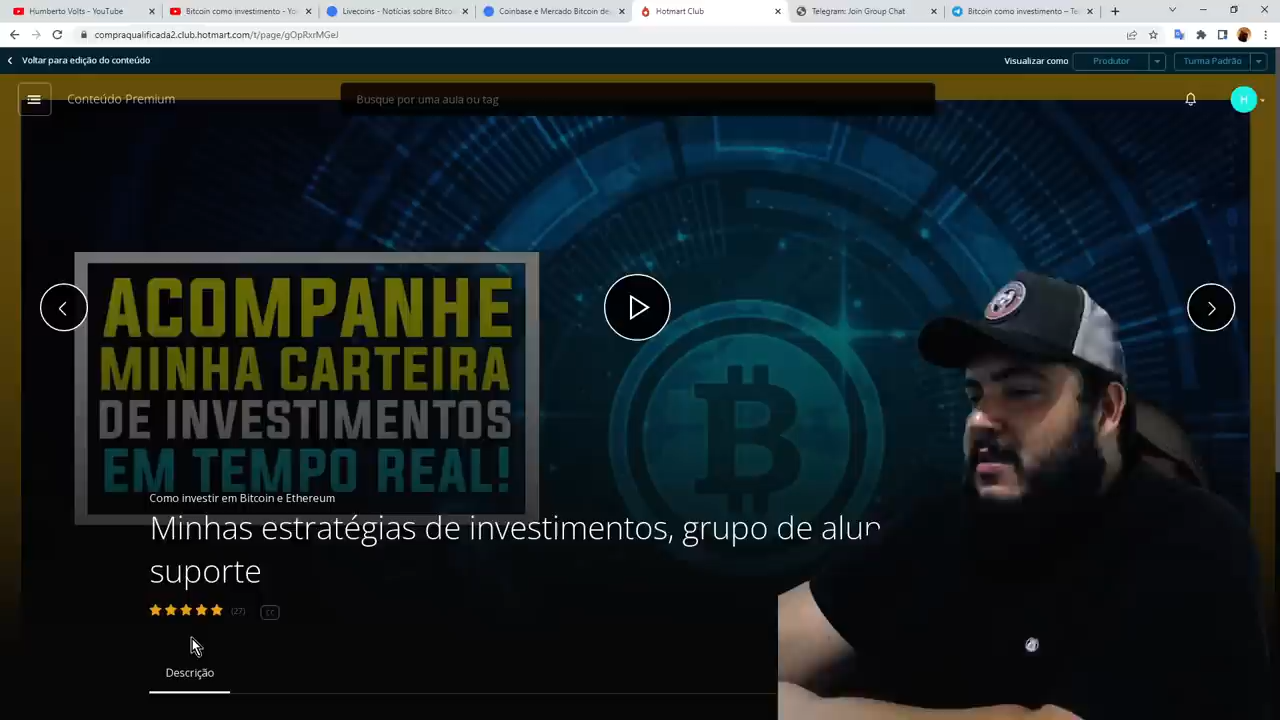 Humberto Volts - YouTube
Bitcoin como investimento - Yo
Livecoins - Notícias sobre Bitco
Coinbase e Mercado Bitcoin de
Hotmart Club
Telegram: Join Group Chat
Bitcoin como investimento – Te
compraqualificada2.club.hotmart.com/t/page/gOpRxrMGeJ
Voltar para edição do conteúdo
Visualizar como
Produtor
Turma Padrão
Conteúdo Premium
Busque por uma aula ou tag
H
ACOMPANHE
MINHA CARTEIRA
DE INVESTIMENTOS
EM TEMPO REAL!
Como investir em Bitcoin e Ethereum
Minhas estratégias de investimentos, grupo de alun
suporte
(27)
CC
Descrição